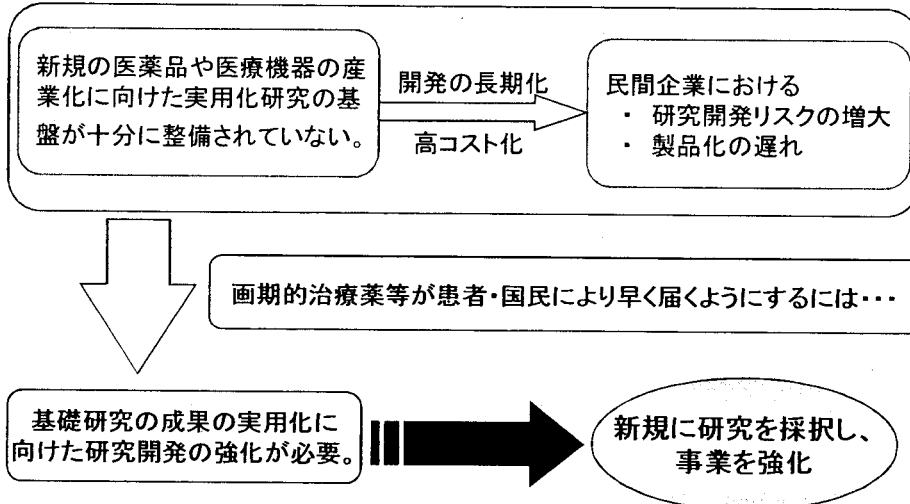 新規の医薬品や医療機器の産
業化に向けた実用化研究の基
盤が十分に整備されていない。
開発の長期化
高コスト化
民間企業における
・ 研究開発リスクの増大
・ 製品化の遅れ
画期的治療薬等が患者・国民により早く届くようにするには・・・
基礎研究の成果の実用化に
向けた研究開発の強化が必要。
新規に研究を採択し、
事業を強化